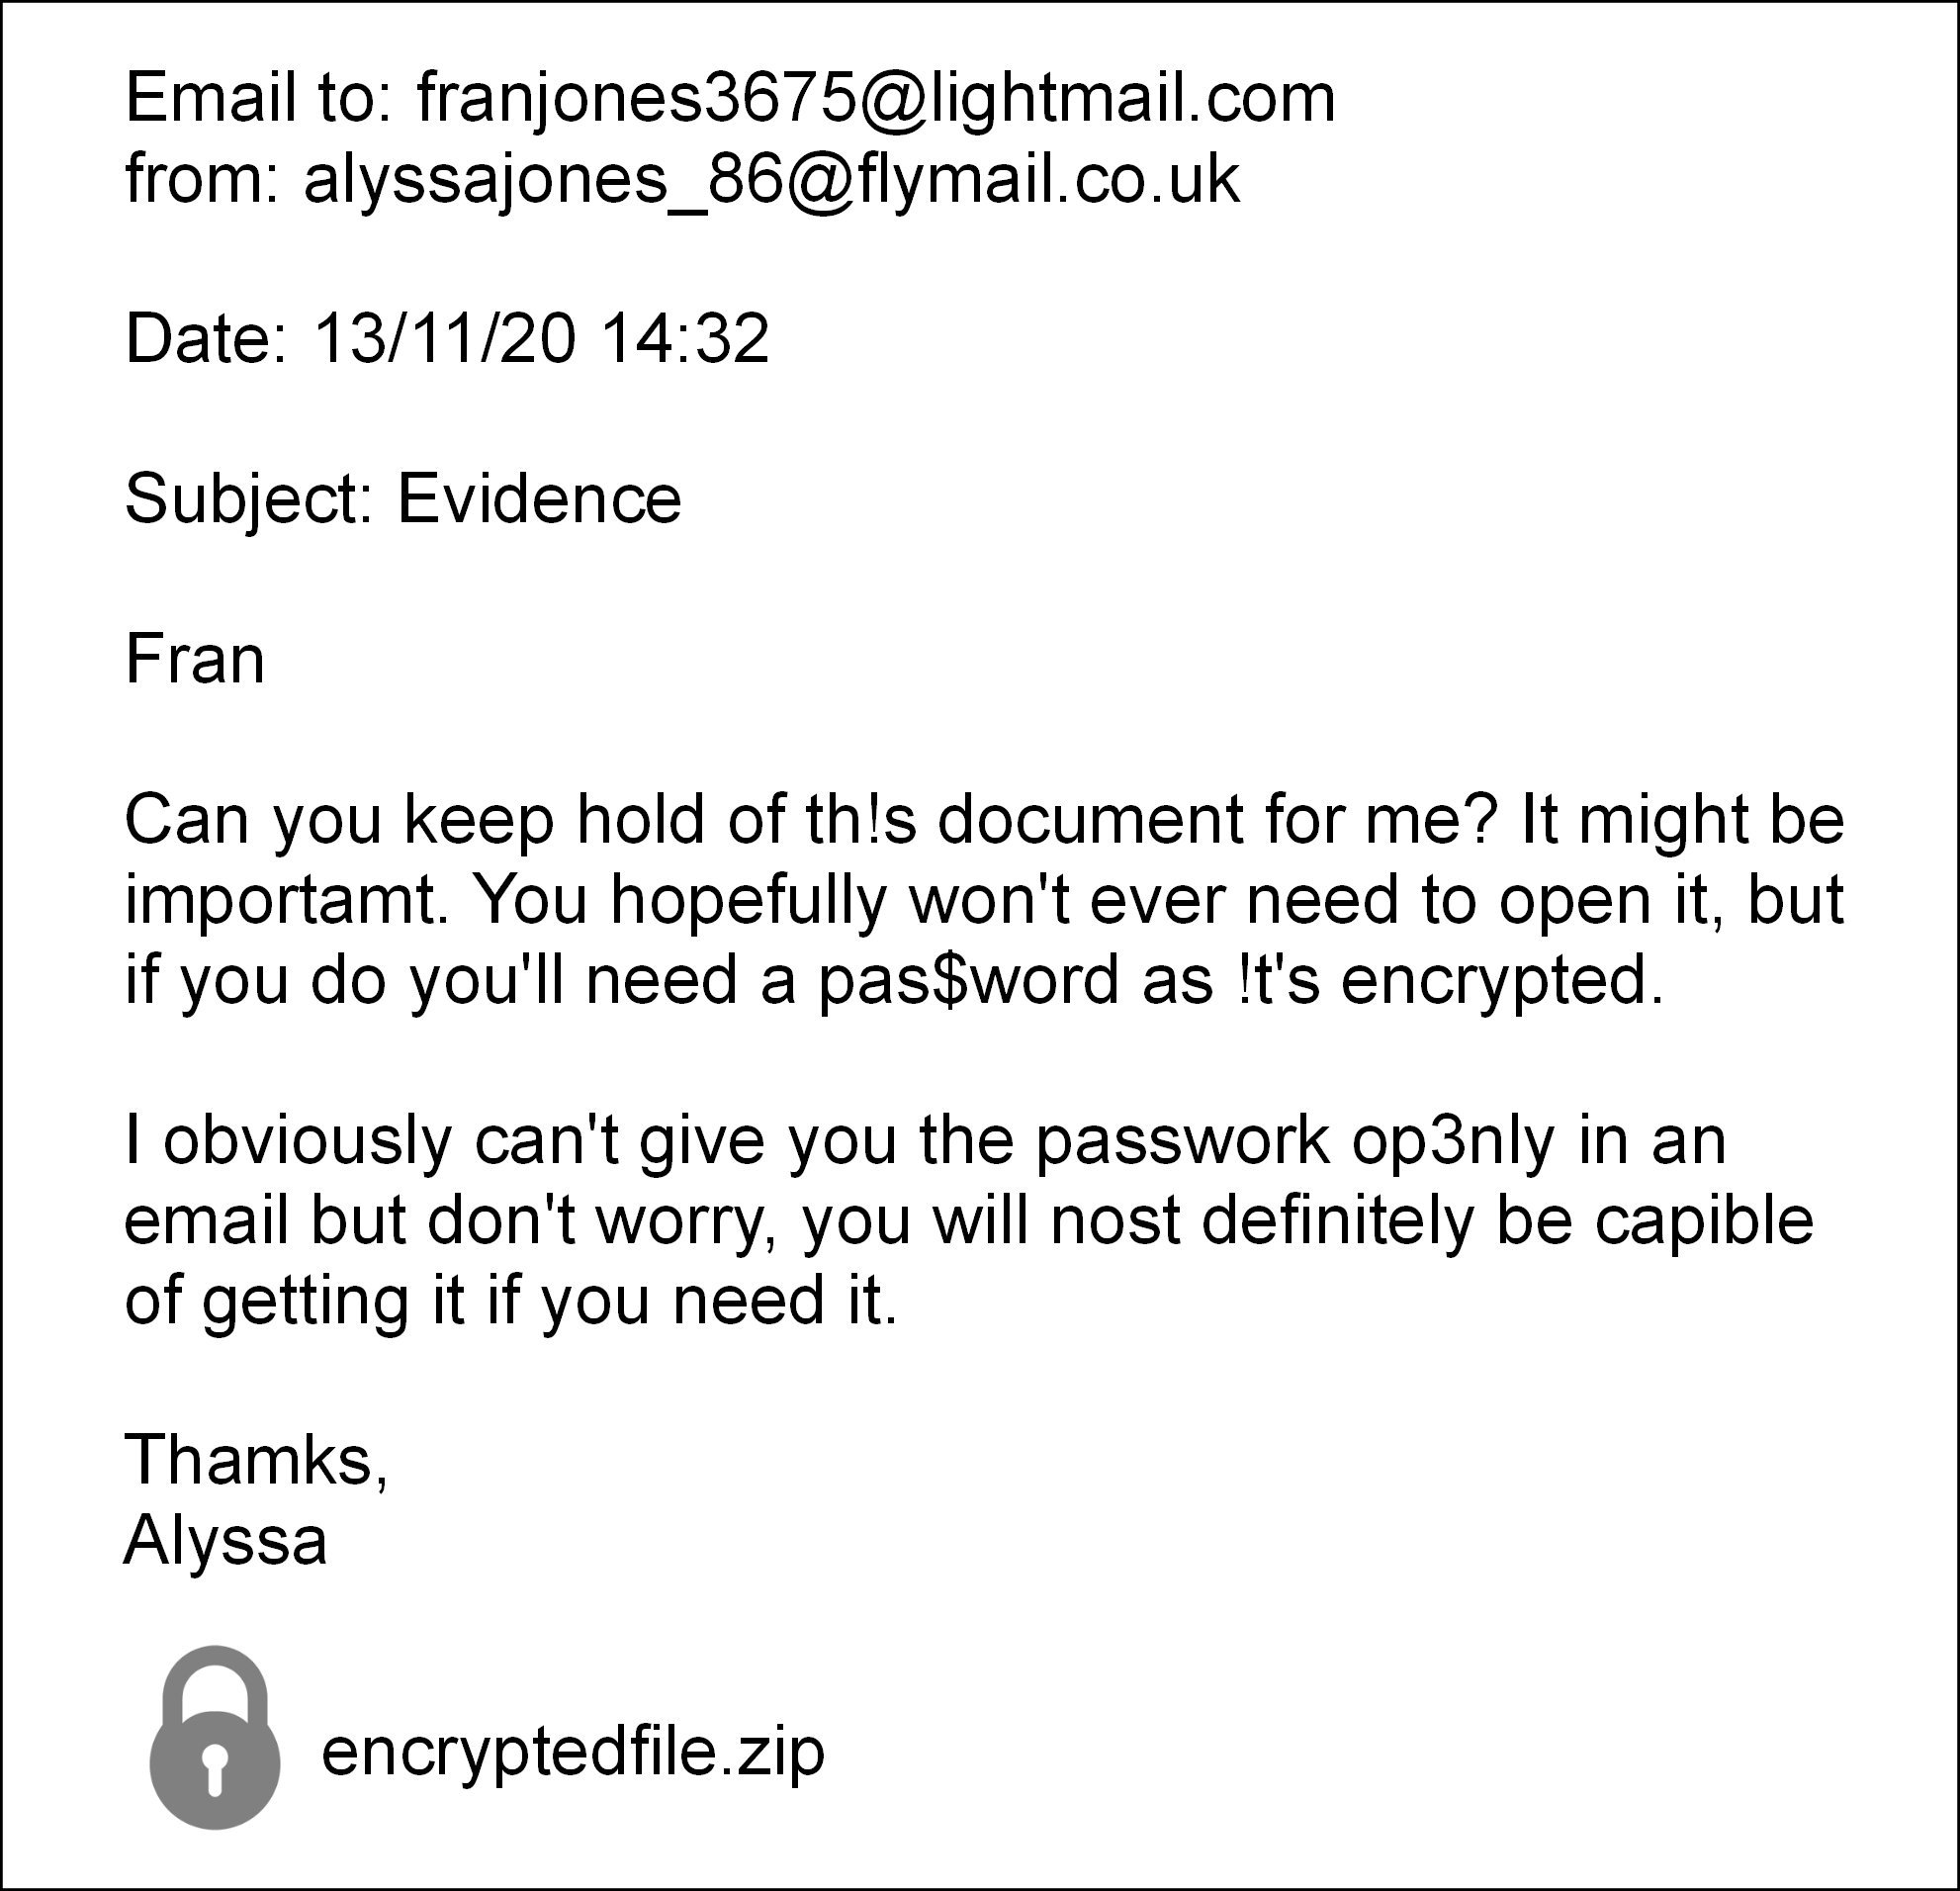 Email to: franjones3675@lightmail.com
from: alyssajones_86@flymail.co.uk
Date: 13/11/20 14:32
Subject: Evidence
Fran
Can you keep hold of th!s document for me? It might be
importamt. You hopefully won't ever need to open it, but
if you do you'll need a pas$word as !t's encrypted.
I obviously can't give you the passwork op3nly in an
email but don't worry, you will nost definitely be capible
of getting it if you need it.
Thamks,
Alyssa
encryptedfile.zip